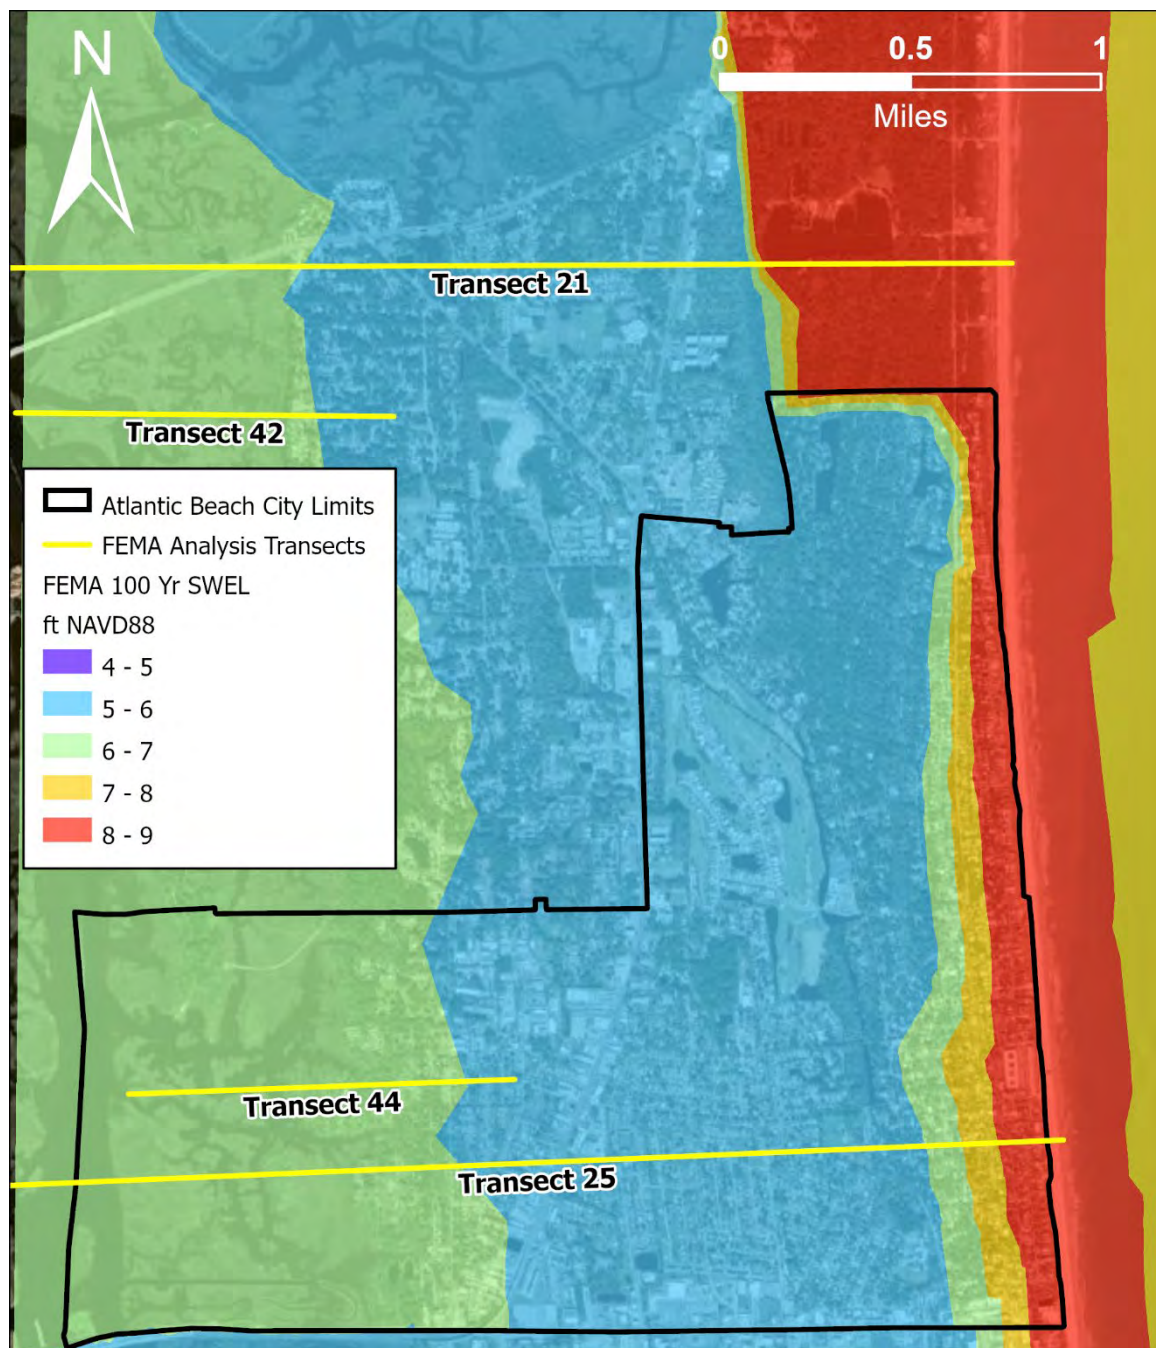 N
0 0.5 1
Miles
Transect 21
Transect 42
Atlantic Beach City Limits
FEMA Analysis Transects
FEMA 100 Yr SWEL
ft NAVD88
4 - 5
5 - 6
6 - 7
7 - 8
8 - 9
Transect 44
Transect 25